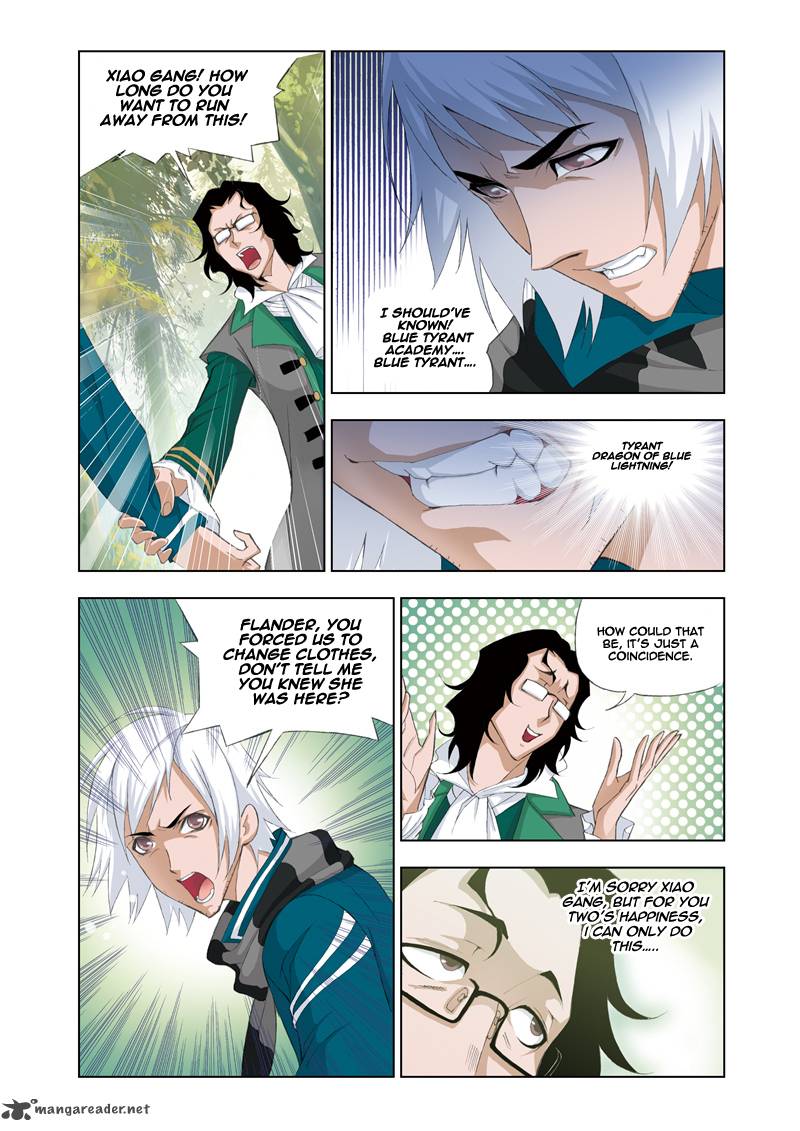 XIAO GANG! HOW
LONG DO YOU
WANT TO RUN
AWAY FROM THIS!
I SHOULD'VE
KNOWN!
BLUE TYRANT
ACADEMY....
BLUE TYRANT....
TYRANT
DRAGON OF BLUE
LIGHTNING!
FLANDER, YOU
FORCED US TO
CHANGE CLOTHES,
DON'T TELL ME
YOU KNEW SHE
WAS HERE?
HOW COULD THAT
BE, IT'S JUST A
COINCIDENCE.
I'M SORRY XIAO
GANG, BUT FOR YOU
TWO'S HAPPINESS,
I CAN ONLY DO
THIS.....
mangareader.net